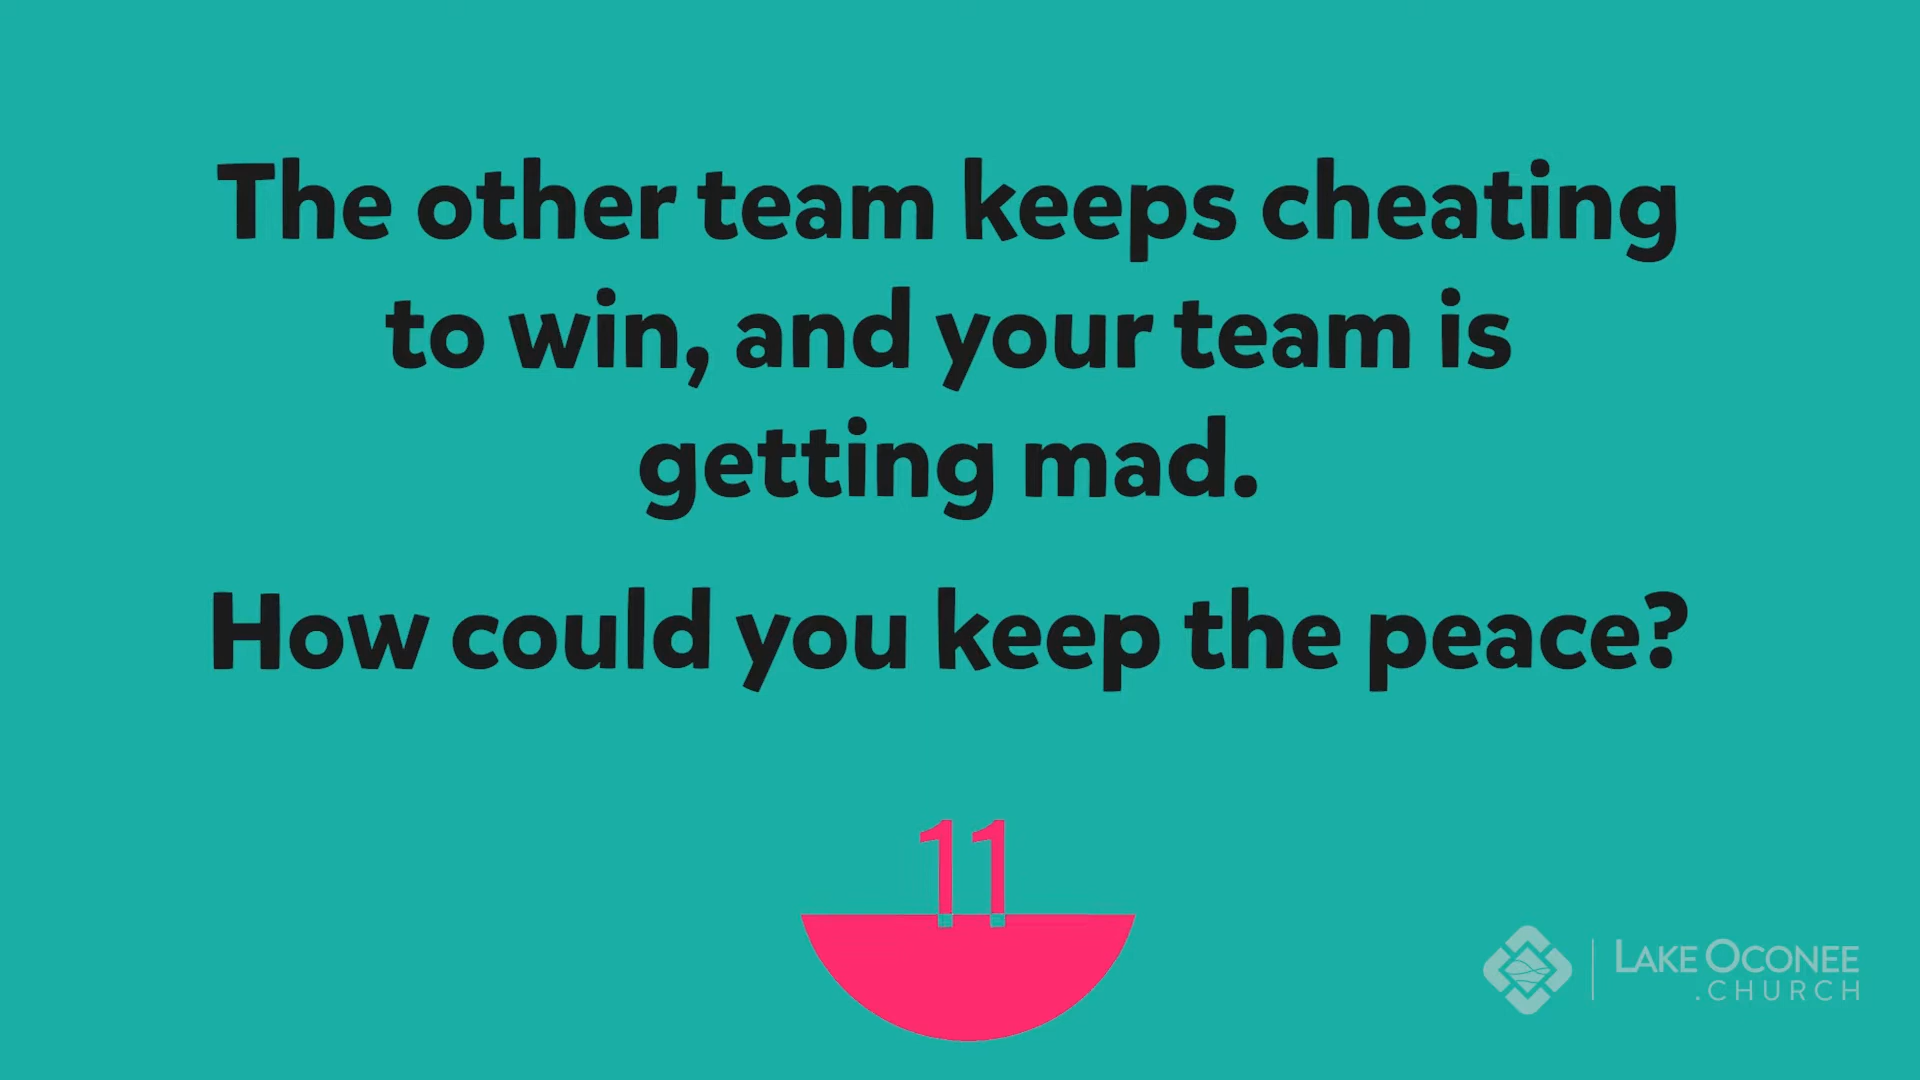 The other team keeps cheating
to win, and your team is
getting mad.
How could you keep the peace?
11
LAKE OCONEE
.CHURCH